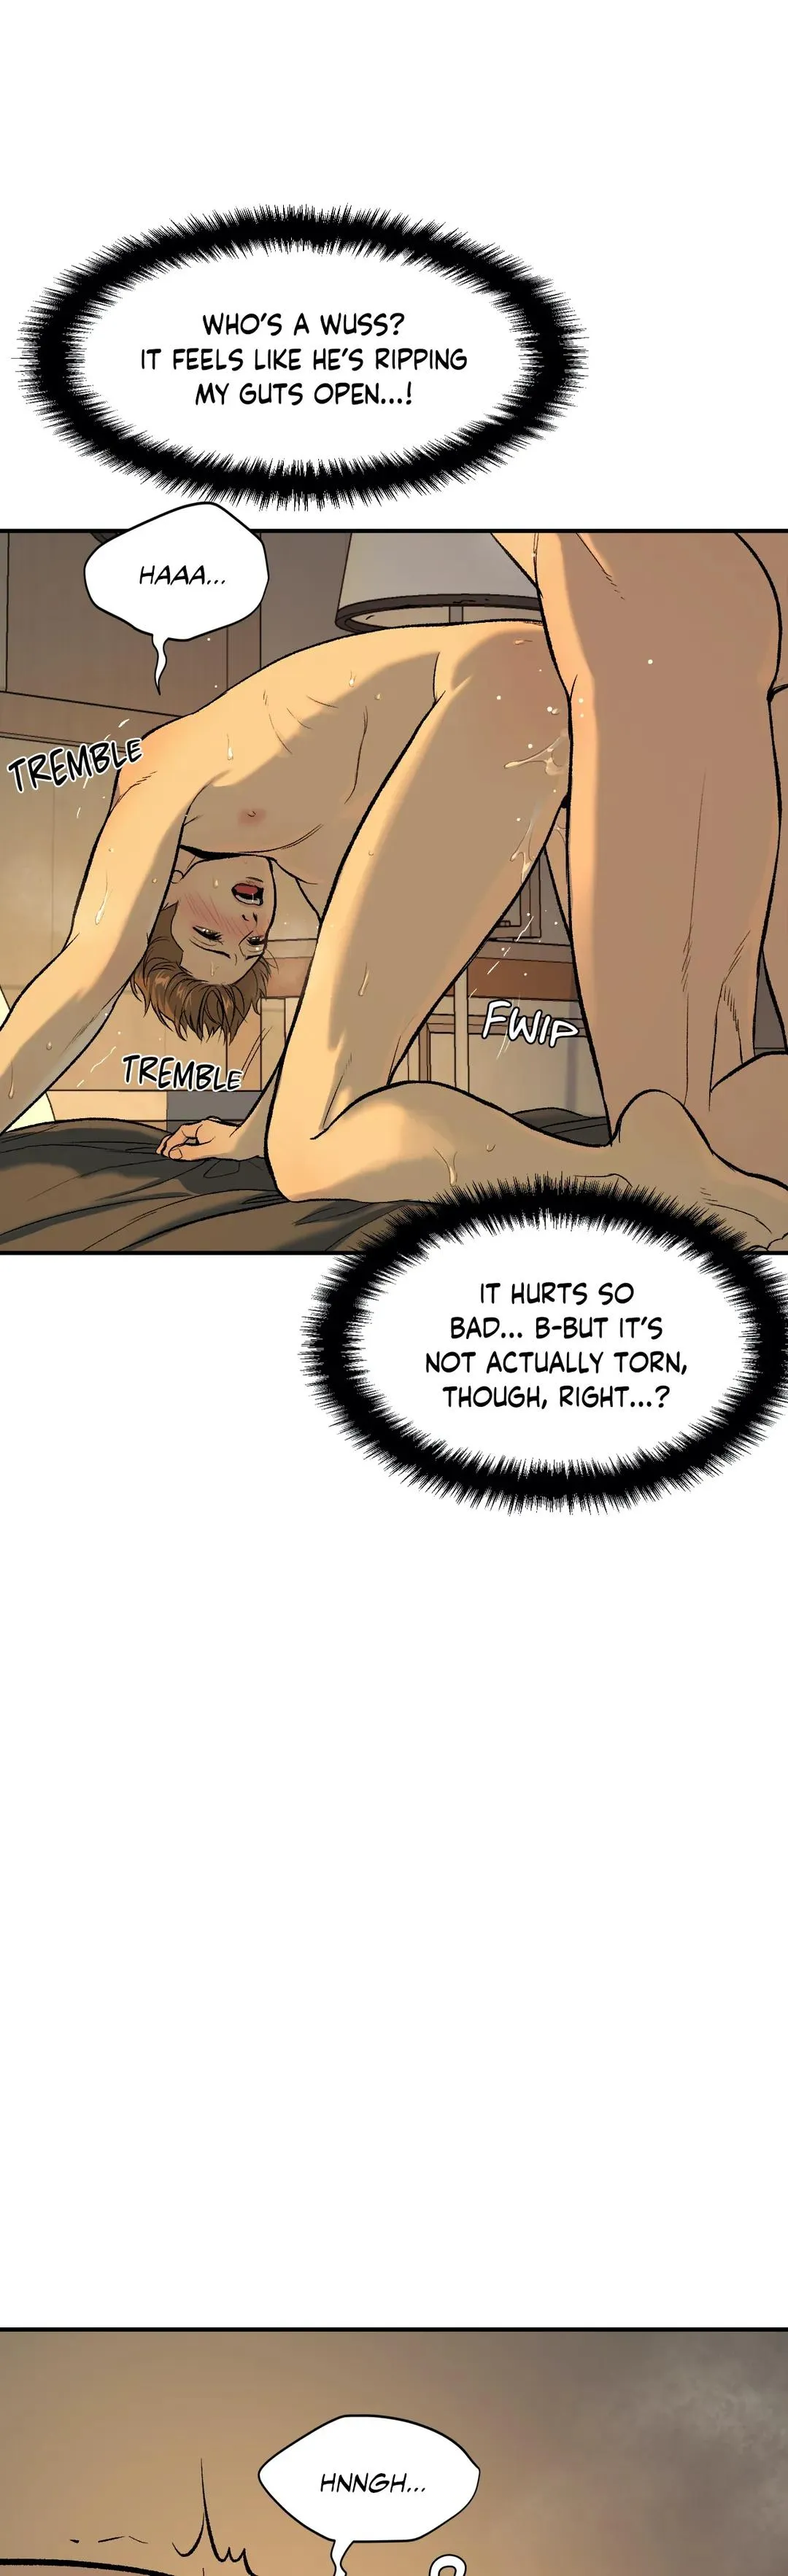 WHO'S A WUSS?
IT FEELS LIKE HE'S RIPPING
MY GUTS OPEN...!
HAAA...
TREMBLE
TREMBLE
FWIP
IT HURTS SO
BAD... B-BUT IT'S
NOT ACTUALLY TORN,
THOUGH, RIGHT...?
HNNGH...